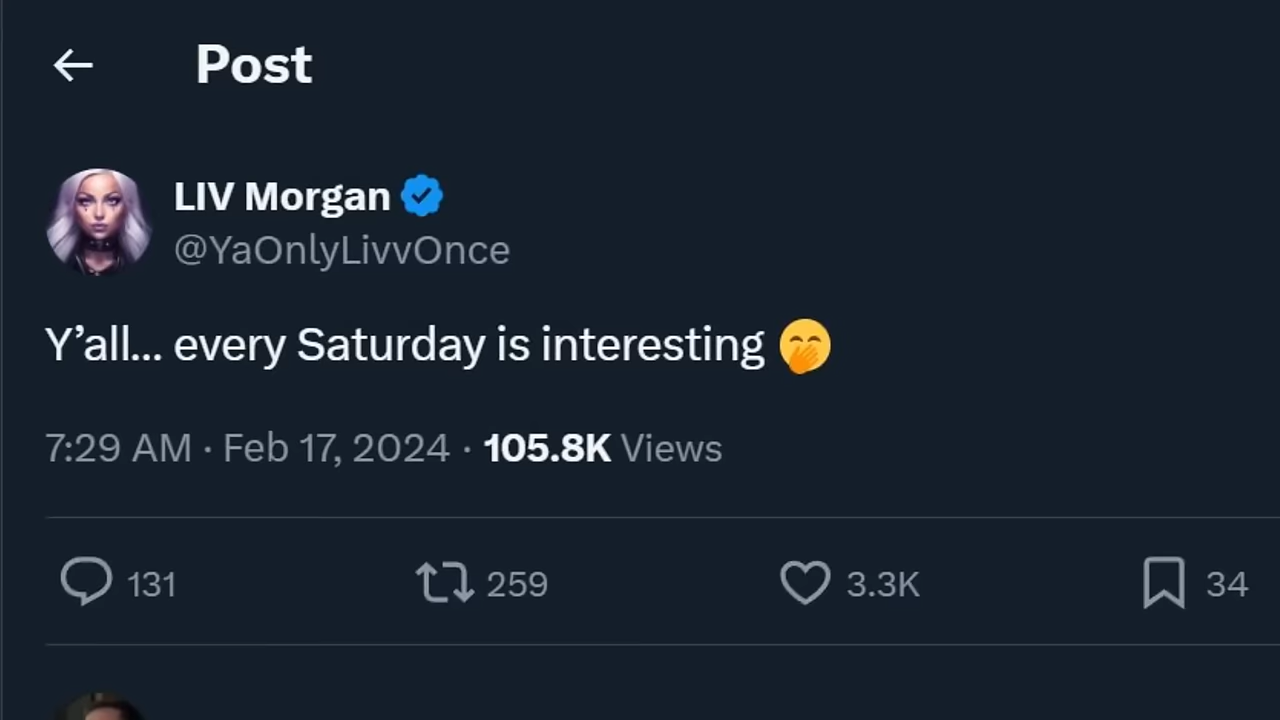 Post
LIV Morgan
@YaOnlyLivvOnce
Y’all... every Saturday is interesting 🤭
7:29 AM · Feb 17, 2024 · 105.8K Views
131 259 3.3K 34